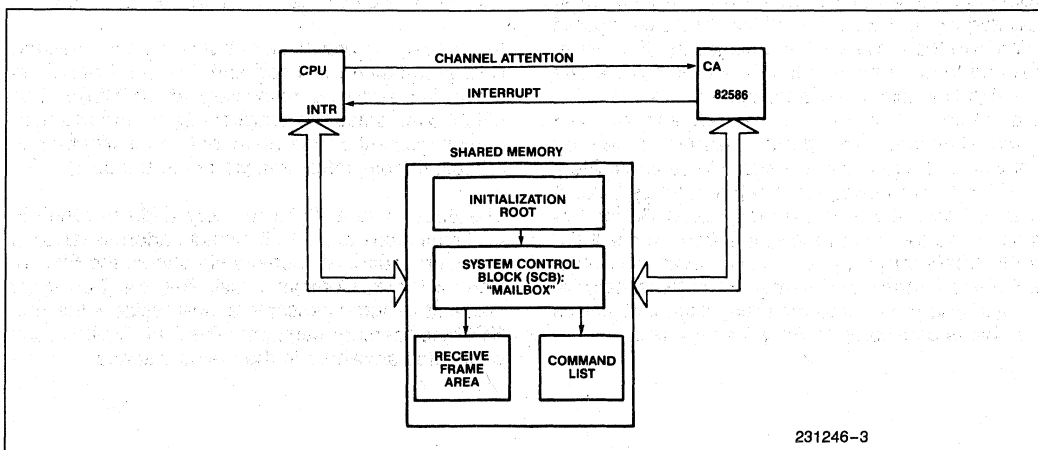 CPU
INTR
CHANNEL ATTENTION
INTERRUPT
CA
82586
SHARED MEMORY
INITIALIZATION
ROOT
SYSTEM CONTROL
BLOCK (SCB):
"MAILBOX"
RECEIVE
FRAME
AREA
COMMAND
LIST
231246-3